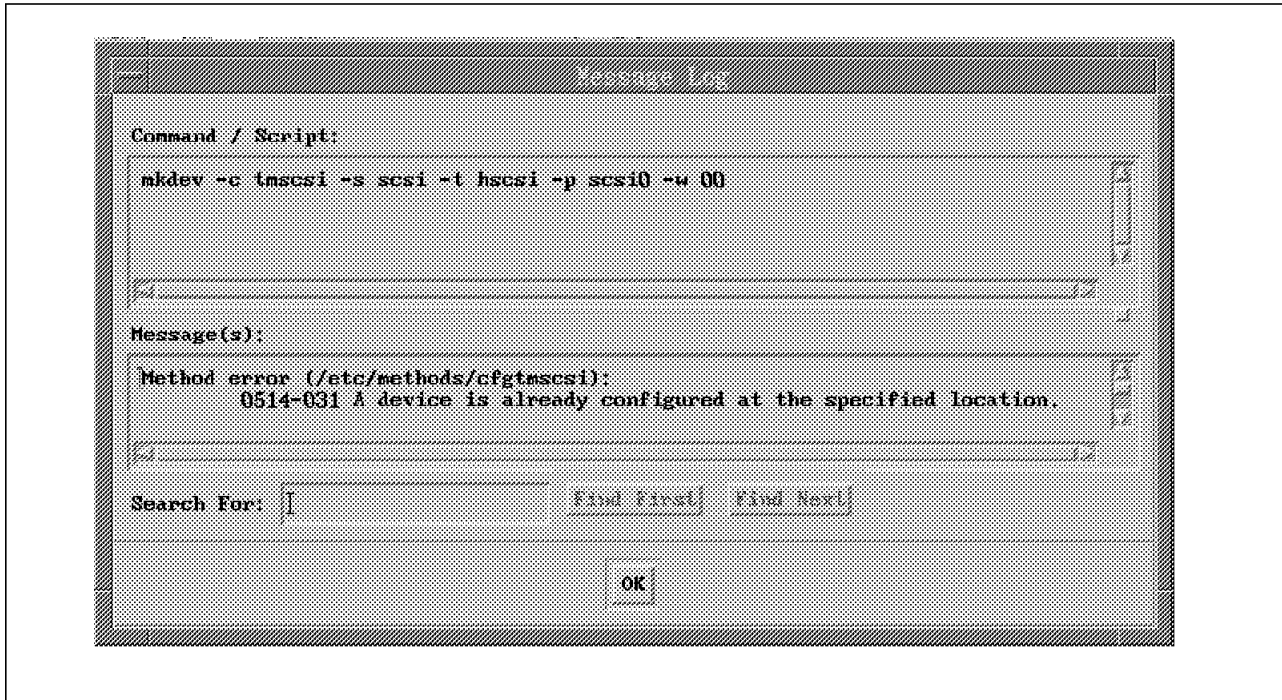 Message Log
Command / Script:
mkdev -c tmscsi -s scsi -t hscsi -p scsi0 -w 00
Message(s):
Method error (/etc/methods/cfgtmscsi):
0514-031 A device is already configured at the specified location.
Search For: Find First Find Next
OK